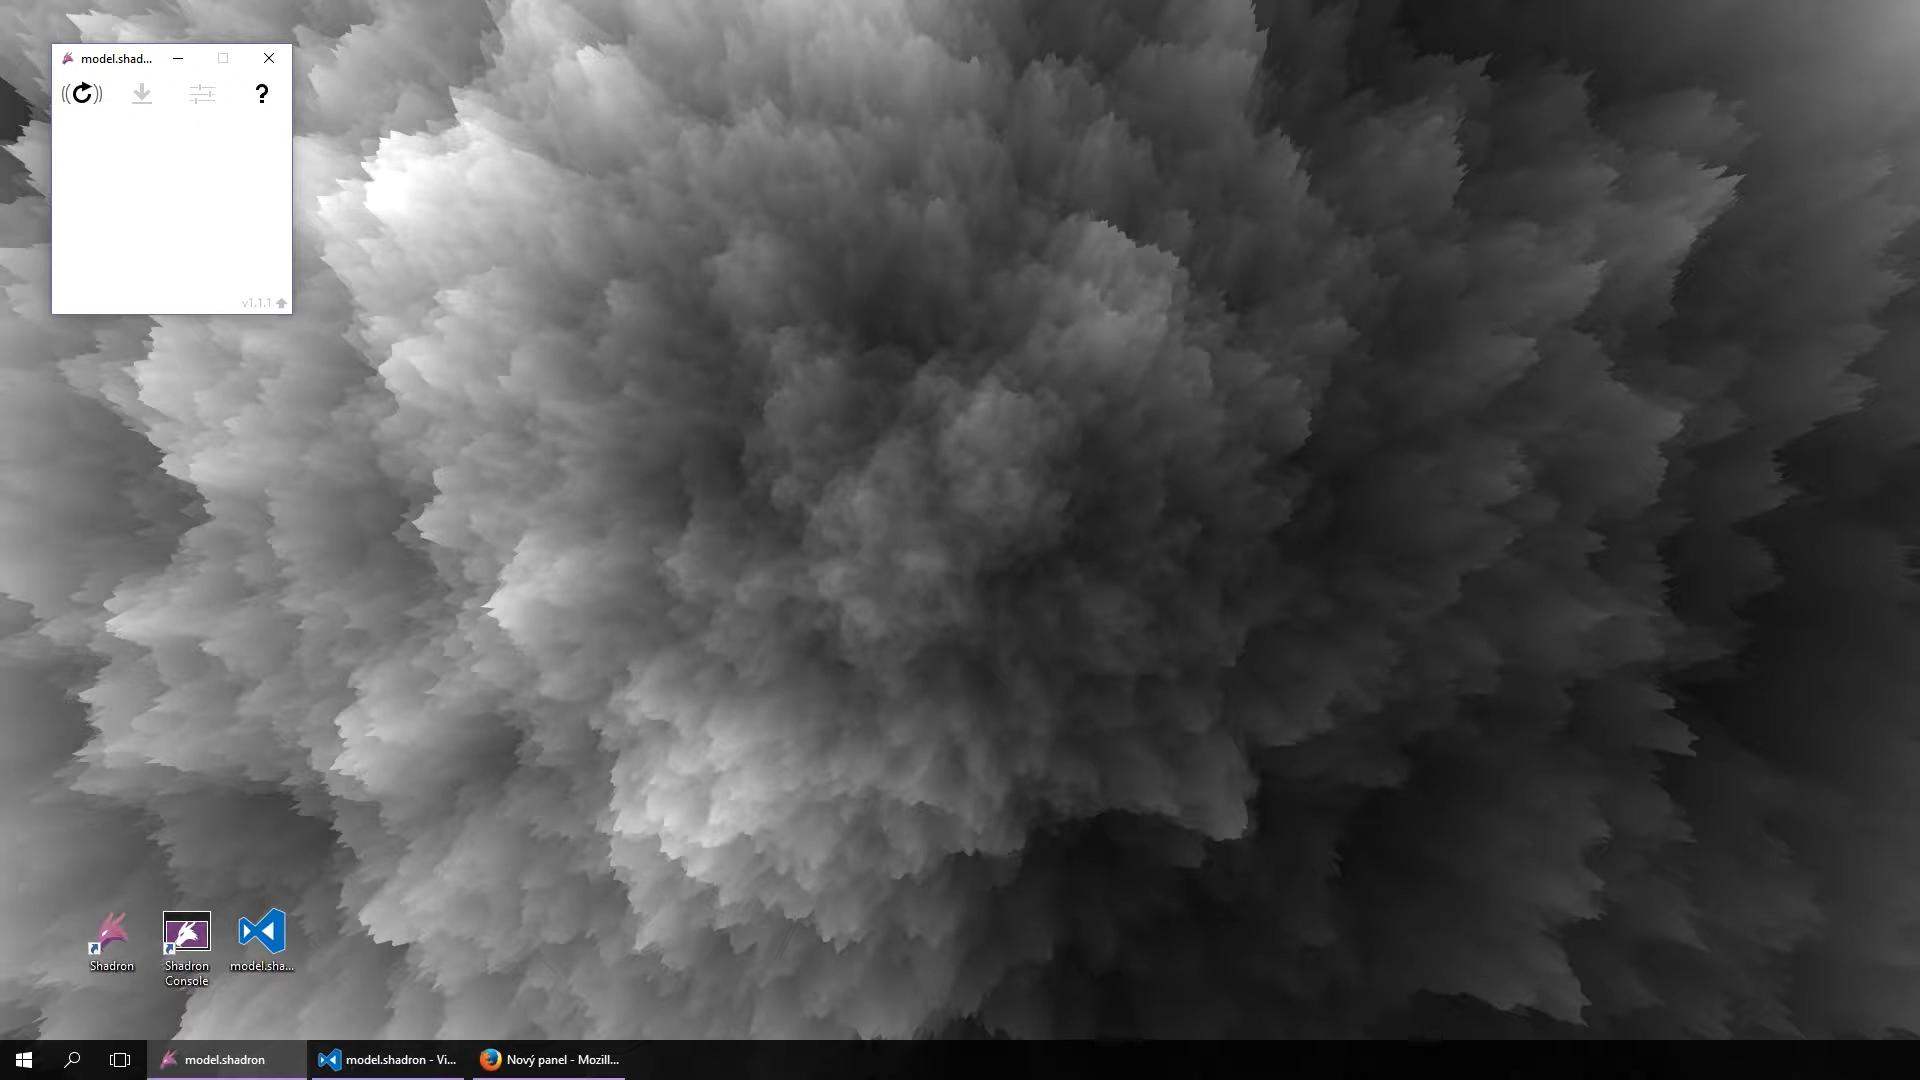 model.shad...
?
v1.1.1
Shadron
Shadron
Console
model.sha...
model.shadron
model.shadron - Vi...
Nový panel - Mozill...